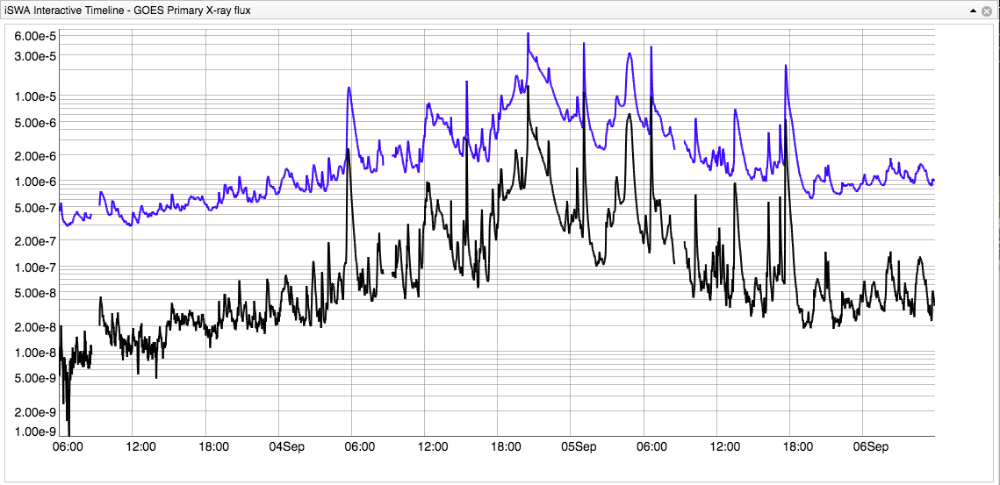 iSWA Interactive Timeline - GOES Primary X-ray flux
6.00e-5
3.00e-5
1.00e-5
5.00e-6
2.00e-6
1.00e-6
5.00e-7
2.00e-7
1.00e-7
5.00e-8
2.00e-8
1.00e-8
5.00e-9
2.00e-9
1.00e-9
06:00 12:00 18:00 04Sep 06:00 12:00 18:00 05Sep 06:00 12:00 18:00 06Sep